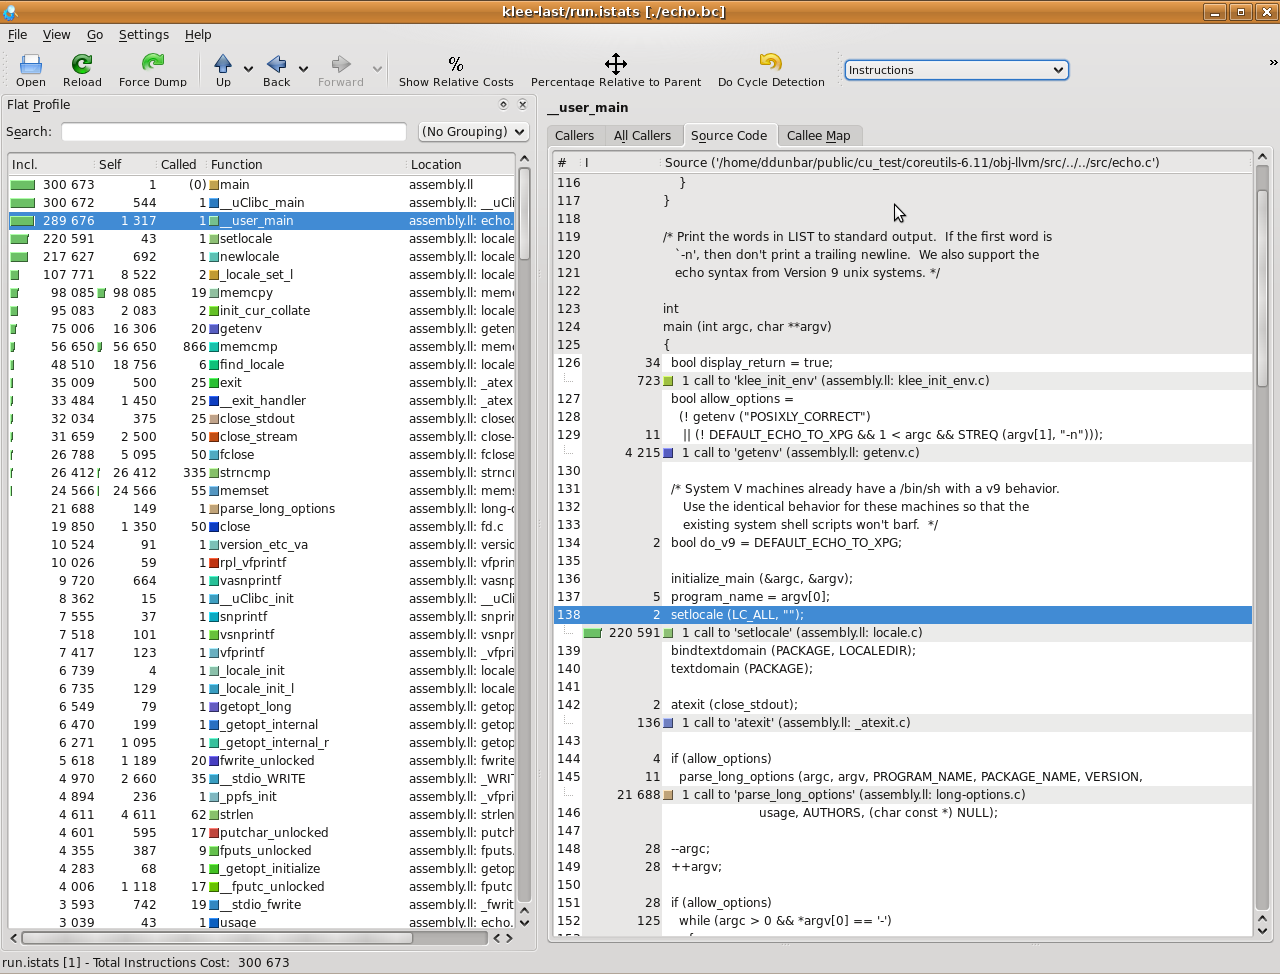 klee-last/run.istats [./echo.bc]
File View Go Settings Help
Open Reload Force Dump Up Back Forward Show Relative Costs Percentage Relative to Parent Do Cycle Detection Instructions »
Flat Profile
Search: (No Grouping)
Incl. Self Called Function Location
300 673 1 (0) main assembly.ll
300 672 544 1 __uClibc_main assembly.ll: __uCli
289 676 1 317 1 __user_main assembly.ll: echo.
220 591 43 1 setlocale assembly.ll: locale
217 627 692 1 newlocale assembly.ll: locale
107 771 8 522 2 _locale_set_l assembly.ll: locale
98 085 98 085 19 memcpy assembly.ll: mem
95 083 2 083 2 init_cur_collate assembly.ll: locale
75 006 16 306 20 getenv assembly.ll: geten
56 650 56 650 866 memcmp assembly.ll: mem
48 510 18 756 6 find_locale assembly.ll: locale
35 009 500 25 exit assembly.ll: _atex
33 484 1 450 25 __exit_handler assembly.ll: _atex
32 034 375 25 close_stdout assembly.ll: close
31 659 2 500 50 close_stream assembly.ll: close-
26 788 5 095 50 fclose assembly.ll: fclose
26 412 26 412 335 strncmp assembly.ll: strnc
24 566 24 566 55 memset assembly.ll: mem
21 688 149 1 parse_long_options assembly.ll: long-
19 850 1 350 50 close assembly.ll: fd.c
10 524 91 1 version_etc_va assembly.ll: versic
10 026 59 1 rpl_vfprintf assembly.ll: vfprin
9 720 664 1 vasnprintf assembly.ll: vasnp
8 362 15 1 __uClibc_init assembly.ll: __uCli
7 555 37 1 snprintf assembly.ll: snprin
7 518 101 1 vsnprintf assembly.ll: vsnpr
7 417 123 1 vfprintf assembly.ll: _vfpri
6 739 4 1 _locale_init assembly.ll: locale
6 735 129 1 _locale_init_l assembly.ll: locale
6 549 79 1 getopt_long assembly.ll: getop
6 470 199 1 _getopt_internal assembly.ll: getop
6 271 1 095 1 _getopt_internal_r assembly.ll: getop
5 618 1 189 20 fwrite_unlocked assembly.ll: fwrite
4 970 2 660 35 __stdio_WRITE assembly.ll: _WRIT
4 894 236 1 _ppfs_init assembly.ll: _vfpri
4 611 4 611 62 strlen assembly.ll: strlen
4 601 595 17 putchar_unlocked assembly.ll: putch
4 355 387 9 fputs_unlocked assembly.ll: fputs.
4 283 68 1 _getopt_initialize assembly.ll: getop
4 006 1 118 17 __fputc_unlocked assembly.ll: fputc
3 593 742 19 __stdio_fwrite assembly.ll: _fwrit
3 039 43 1 usage assembly.ll: echo.
__user_main
Callers All Callers Source Code Callee Map
# I Source ('/home/ddunbar/public/cu_test/coreutils-6.11/obj-llvm/src/../../src/echo.c')
116 }
117 }
118
119 /* Print the words in LIST to standard output.  If the first word is
120 `-n', then don't print a trailing newline.  We also support the
121 echo syntax from Version 9 unix systems. */
122
123 int
124 main (int argc, char **argv)
125 {
126 34 bool display_return = true;
723 1 call to 'klee_init_env' (assembly.ll: klee_init_env.c)
127 bool allow_options =
128 (! getenv ("POSIXLY_CORRECT")
129 11 || (! DEFAULT_ECHO_TO_XPG && 1 < argc && STREQ (argv[1], "-n")));
4 215 1 call to 'getenv' (assembly.ll: getenv.c)
130
131 /* System V machines already have a /bin/sh with a v9 behavior.
132 Use the identical behavior for these machines so that the
133 existing system shell scripts won't barf.  */
134 2 bool do_v9 = DEFAULT_ECHO_TO_XPG;
135
136 initialize_main (&argc, &argv);
137 5 program_name = argv[0];
138 2 setlocale (LC_ALL, "");
220 591 1 call to 'setlocale' (assembly.ll: locale.c)
139 bindtextdomain (PACKAGE, LOCALEDIR);
140 textdomain (PACKAGE);
141
142 2 atexit (close_stdout);
136 1 call to 'atexit' (assembly.ll: _atexit.c)
143
144 4 if (allow_options)
145 11 parse_long_options (argc, argv, PROGRAM_NAME, PACKAGE_NAME, VERSION,
21 688 1 call to 'parse_long_options' (assembly.ll: long-options.c)
146 usage, AUTHORS, (char const *) NULL);
147
148 28 --argc;
149 28 ++argv;
150
151 28 if (allow_options)
152 125 while (argc > 0 && *argv[0] == '-')
run.istats [1] - Total Instructions Cost:  300 673